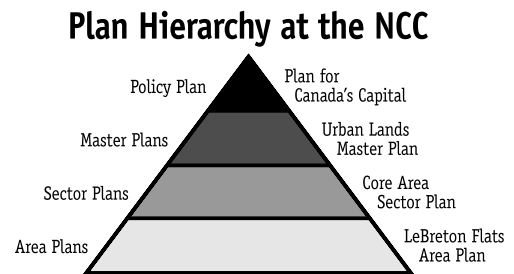 Plan Hierarchy at the NCC
Policy Plan
Plan for
Canada's Capital
Master Plans
Urban Lands
Master Plan
Sector Plans
Core Area
Sector Plan
Area Plans
LeBreton Flats
Area Plan